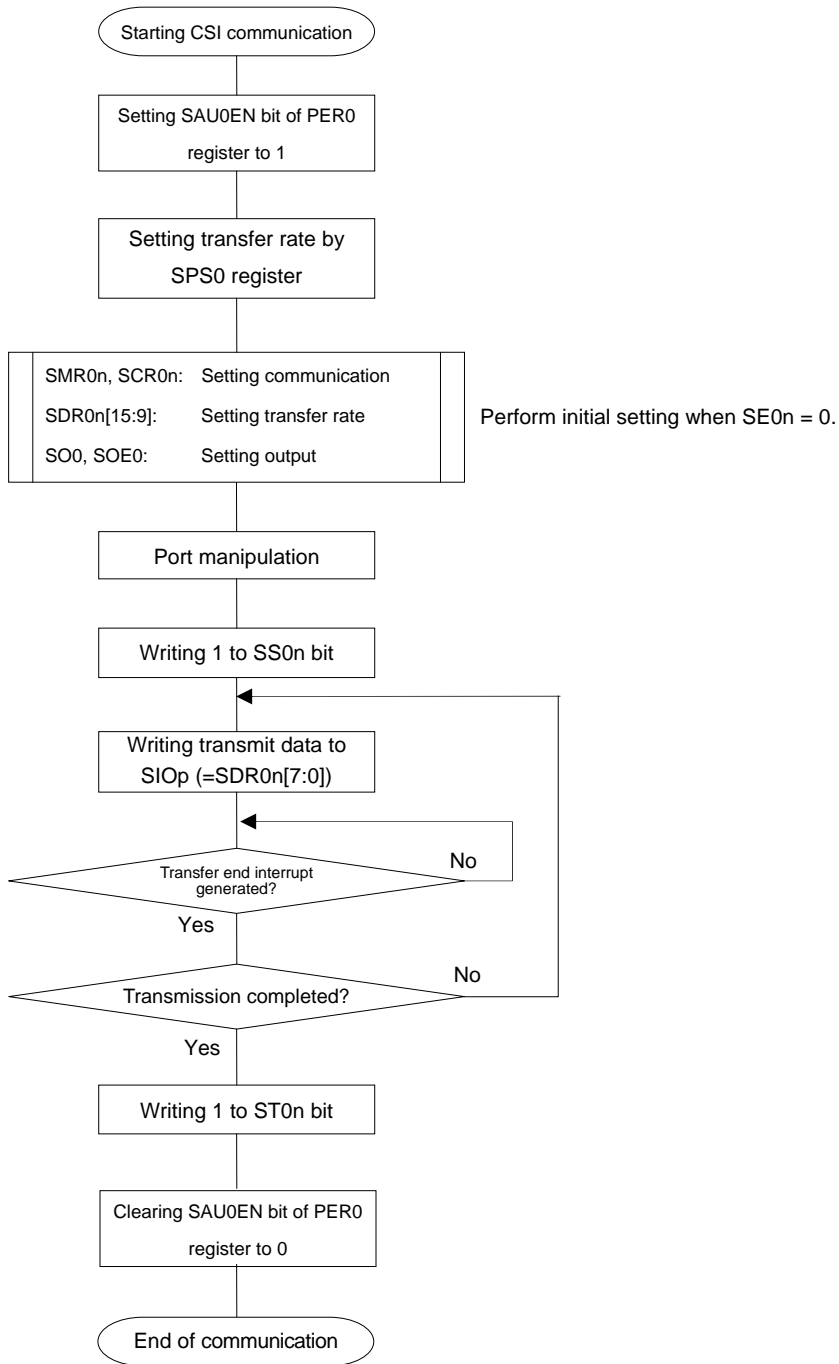 Starting CSI communication
Setting SAU0EN bit of PER0
register to 1
Setting transfer rate by
SPS0 register
SMR0n, SCR0n: Setting communication
SDR0n[15:9]: Setting transfer rate
SO0, SOE0: Setting output
Perform initial setting when SE0n = 0.
Port manipulation
Writing 1 to SS0n bit
Writing transmit data to
SIOp (=SDR0n[7:0])
No
Transfer end interrupt
generated?
Yes
No
Transmission completed?
Yes
Writing 1 to ST0n bit
Clearing SAU0EN bit of PER0
register to 0
End of communication